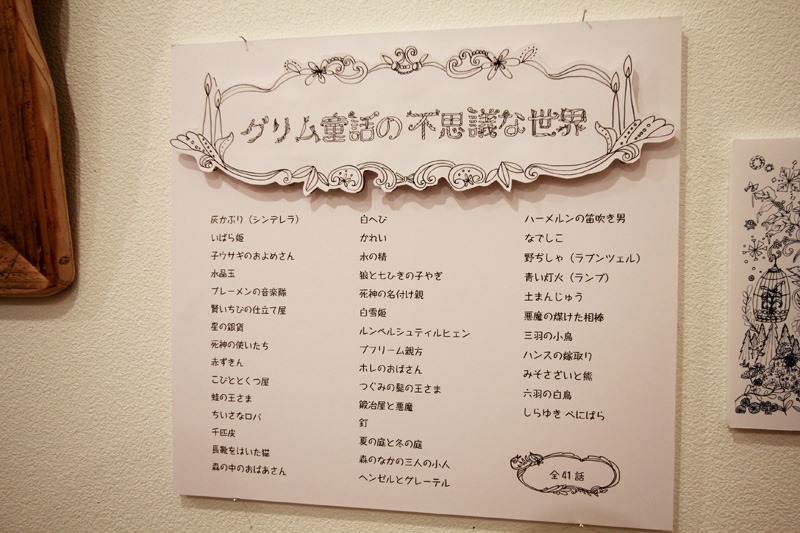 グリム童話の不思議な世界
灰かぶり（シンデレラ）
いばら姫
子ウサギのおよめさん
水晶玉
ブレーメンの音楽隊
賢いちびの仕立て屋
星の銀貨
死神の使いたち
赤ずきん
こびととくつ屋
蛙の王さま
ちいさなロバ
千匹皮
長靴をはいた猫
森の中のおばあさん
白へび
かれい
水の精
狼と七ひきの子やぎ
死神の名付け親
白雪姫
ルンペルシュティルヒェン
プフリーム親方
ホレのおばさん
つぐみの髭の王さま
鍛冶屋と悪魔
釘
夏の庭と冬の庭
森のなかの三人の小人
ヘンゼルとグレーテル
ハーメルンの笛吹き男
なでしこ
野ぢしゃ（ラプンツェル）
青い灯火（ランプ）
土まんじゅう
悪魔の煤けた相棒
三羽の小鳥
ハンスの嫁取り
みそさざいと熊
六羽の白鳥
しらゆき べにばら
全41話